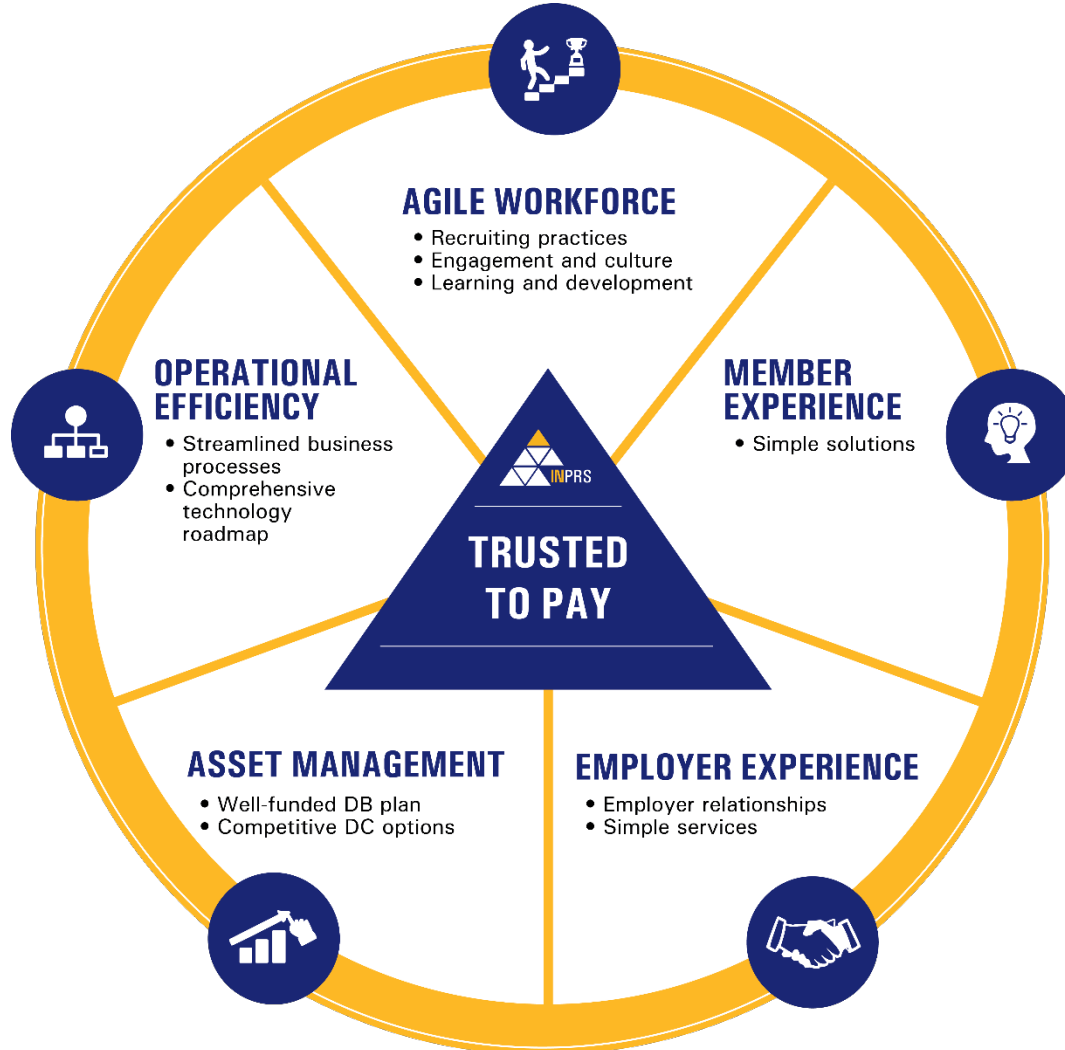 AGILE WORKFORCE
• Recruiting practices
• Engagement and culture
• Learning and development
OPERATIONAL
EFFICIENCY
• Streamlined business
processes
• Comprehensive
technology
roadmap
MEMBER
EXPERIENCE
• Simple solutions
INPRS
TRUSTED
TO PAY
ASSET MANAGEMENT
• Well-funded DB plan
• Competitive DC options
EMPLOYER EXPERIENCE
• Employer relationships
• Simple services